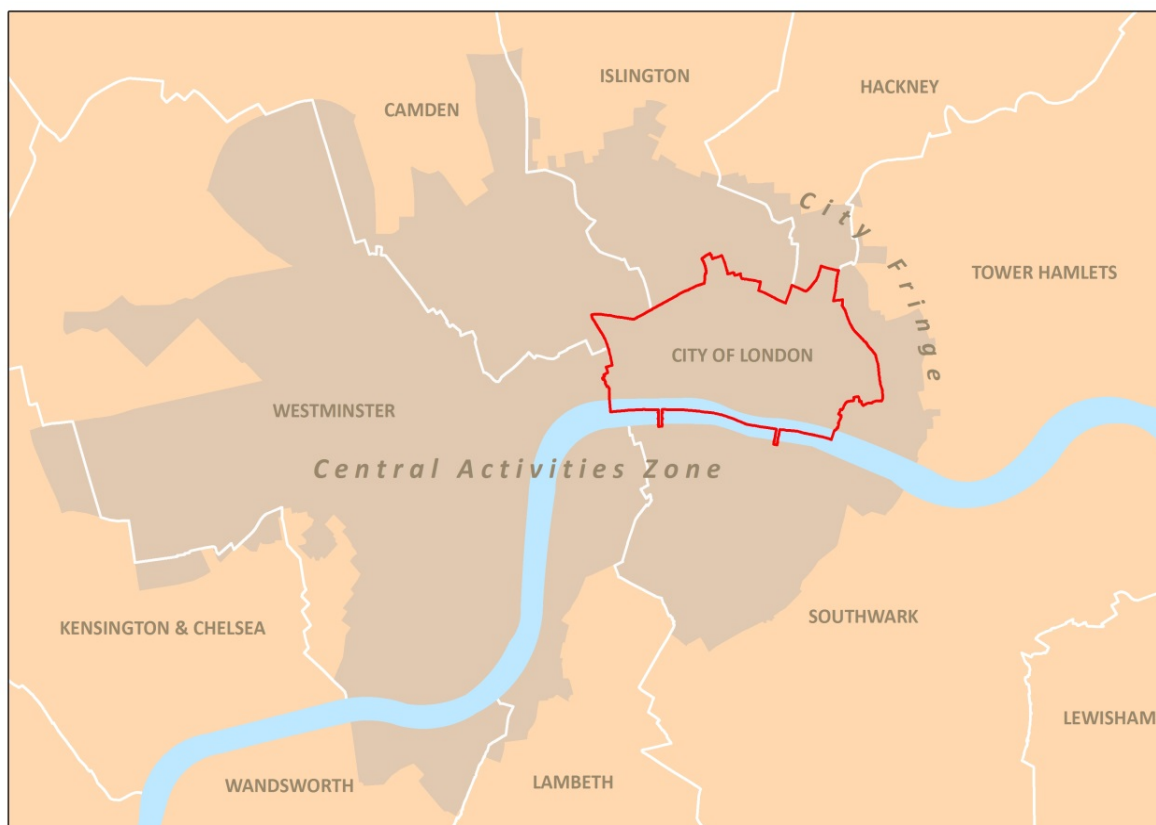 ISLINGTON
HACKNEY
CAMDEN
City Fringe
TOWER HAMLETS
CITY OF LONDON
WESTMINSTER
Central Activities Zone
KENSINGTON & CHELSEA
SOUTHWARK
LEWISHAM
WANDSWORTH
LAMBETH